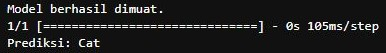 Model berhasil dimuat.
1/1 [==============================] - 0s 105ms/step
Prediksi: Cat